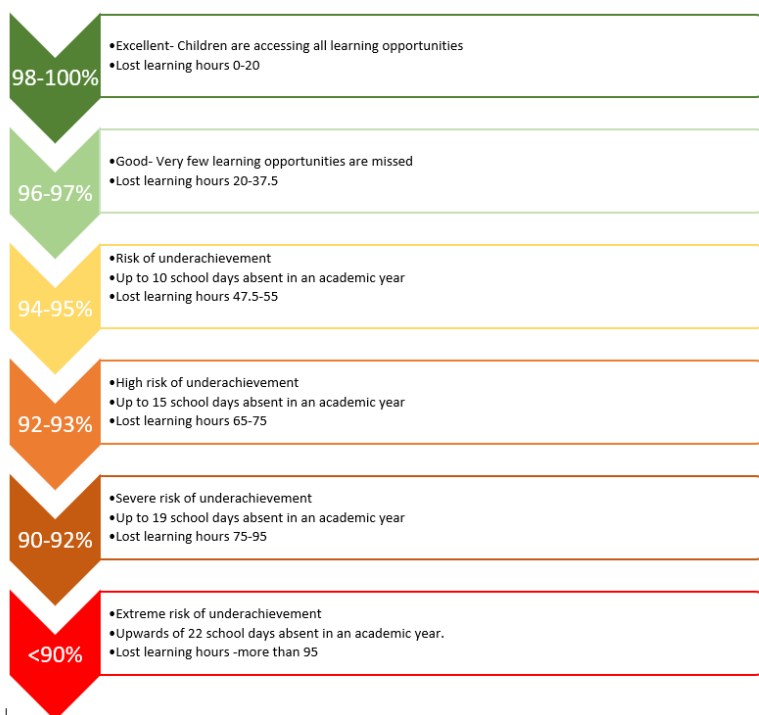 98-100%
•Excellent- Children are accessing all learning opportunities
•Lost learning hours 0-20
96-97%
•Good- Very few learning opportunities are missed
•Lost learning hours 20-37.5
94-95%
•Risk of underachievement
•Up to 10 school days absent in an academic year
•Lost learning hours 47.5-55
92-93%
•High risk of underachievement
•Up to 15 school days absent in an academic year
•Lost learning hours 65-75
90-92%
•Severe risk of underachievement
•Up to 19 school days absent in an academic year
•Lost learning hours 75-95
<90%
•Extreme risk of underachievement
•Upwards of 22 school days absent in an academic year.
•Lost learning hours -more than 95